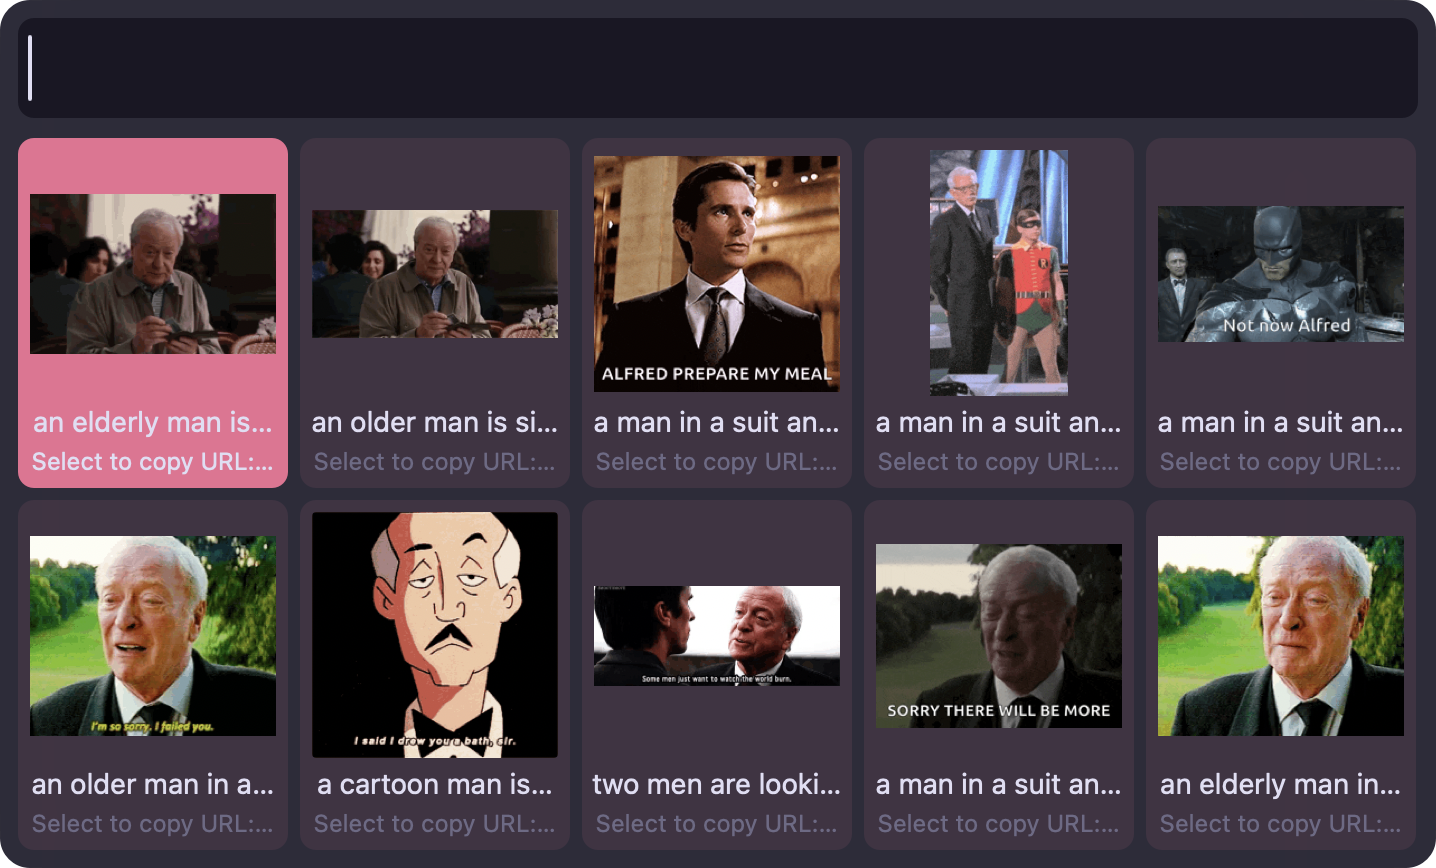 ALFRED PREPARE MY MEAL
Not now Alfred
an elderly man is...
an older man is si...
a man in a suit an...
a man in a suit an...
a man in a suit an...
Select to copy URL:...
Select to copy URL:...
Select to copy URL:...
Select to copy URL:...
Select to copy URL:...
I'm so sorry. I failed you.
I said I drew you a bath, sir.
Some men just want to watch the world burn.
SORRY THERE WILL BE MORE
an older man in a...
a cartoon man is...
two men are looki...
a man in a suit an...
an elderly man in...
Select to copy URL:...
Select to copy URL:...
Select to copy URL:...
Select to copy URL:...
Select to copy URL:...